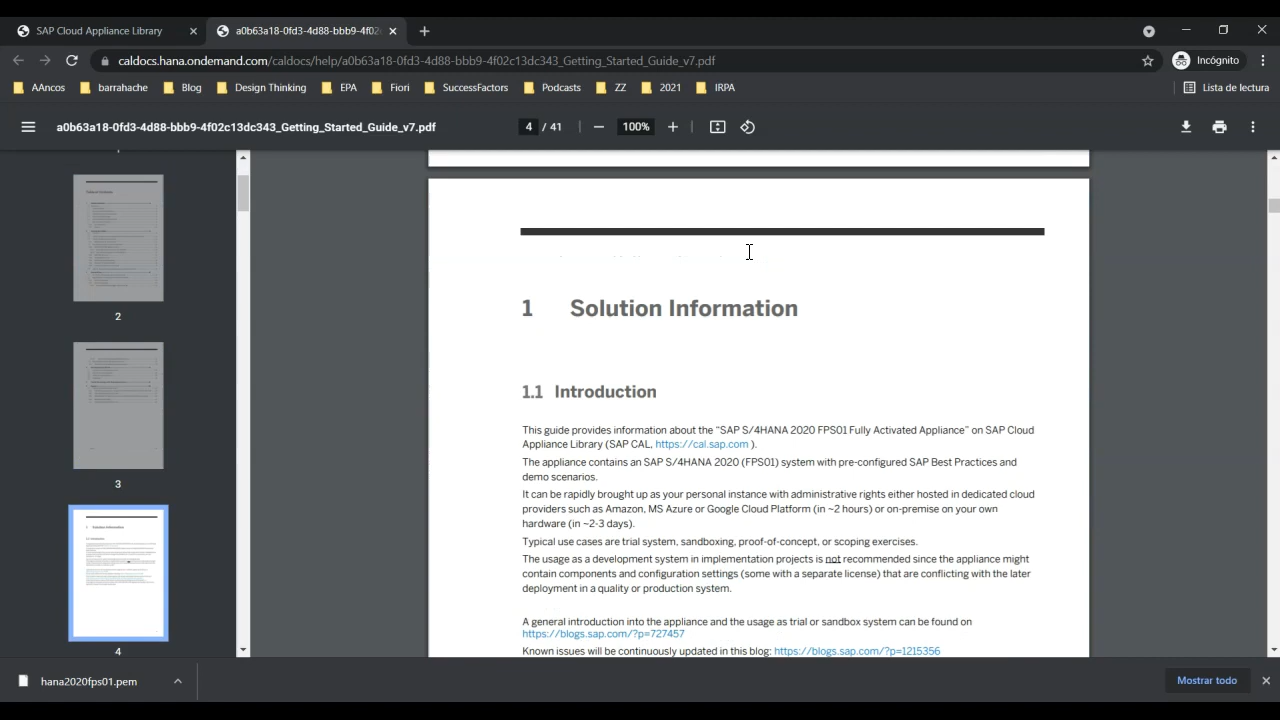 SAP Cloud Appliance Library
a0b63a18-0fd3-4d88-bbb9-4f02
caldocs.hana.ondemand.com/caldocs/help/a0b63a18-0fd3-4d88-bbb9-4f02c13dc343_Getting_Started_Guide_v7.pdf
Incógnito
AAncos barrahache Blog Design Thinking EPA Fiori SuccessFactors Podcasts ZZ 2021 IRPA Lista de lectura
a0b63a18-0fd3-4d88-bbb9-4f02c13dc343_Getting_Started_Guide_v7.pdf 4 / 41 100%
2
3
4
1 Solution Information
1.1 Introduction
This guide provides information about the “SAP S/4HANA 2020 FPS01 Fully Activated Appliance” on SAP Cloud
Appliance Library (SAP CAL, https://cal.sap.com ).
The appliance contains an SAP S/4HANA 2020 (FPS01) system with pre-configured SAP Best Practices and
demo scenarios.
It can be rapidly brought up as your personal instance with administrative rights either hosted in dedicated cloud
providers such as Amazon, MS Azure or Google Cloud Platform (in ~2 hours) or on-premise on your own
hardware (in ~2-3 days).
Typical use cases are trial system, sandboxing, proof-of-concept, or scoping exercises.
The usage as a development system in implementation projects is not recommended since the appliance might
contain components and configuration settings (some with a separate license) that are conflicting with the later
deployment in a quality or production system.
A general introduction into the appliance and the usage as trial or sandbox system can be found on
https://blogs.sap.com/?p=727457
Known issues will be continuously updated in this blog: https://blogs.sap.com/?p=1215356
hana2020fps01.pem
Mostrar todo